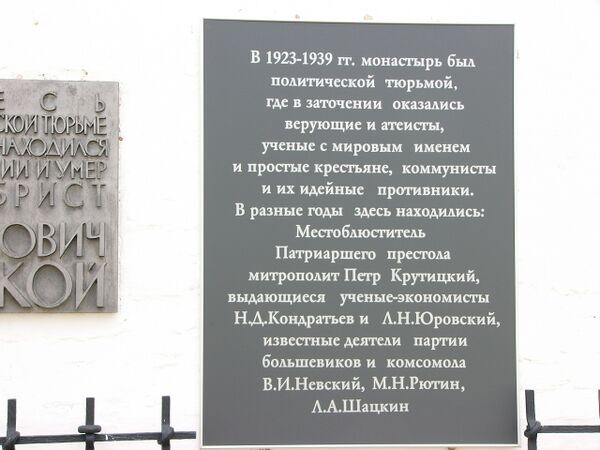 ЕСЬ
СКОЙ ТЮРЬМЕ
НАХОДИЛСЯ
ИИ И УМЕР
БРИСТ
ОВИЧ
КОЙ
В 1923-1939 гг. монастырь был
политической тюрьмой,
где в заточении оказались
верующие и атеисты,
ученые с мировым именем
и простые крестьяне, коммунисты
и их идейные противники.
В разные годы здесь находились:
Местоблюститель
Патриаршего престола
митрополит Петр Крутицкий,
выдающиеся ученые-экономисты
Н.Д.Кондратьев и Л.Н.Юровский,
известные деятели партии
большевиков и комсомола
В.И.Невский, М.Н.Рютин,
Л.А.Шацкин